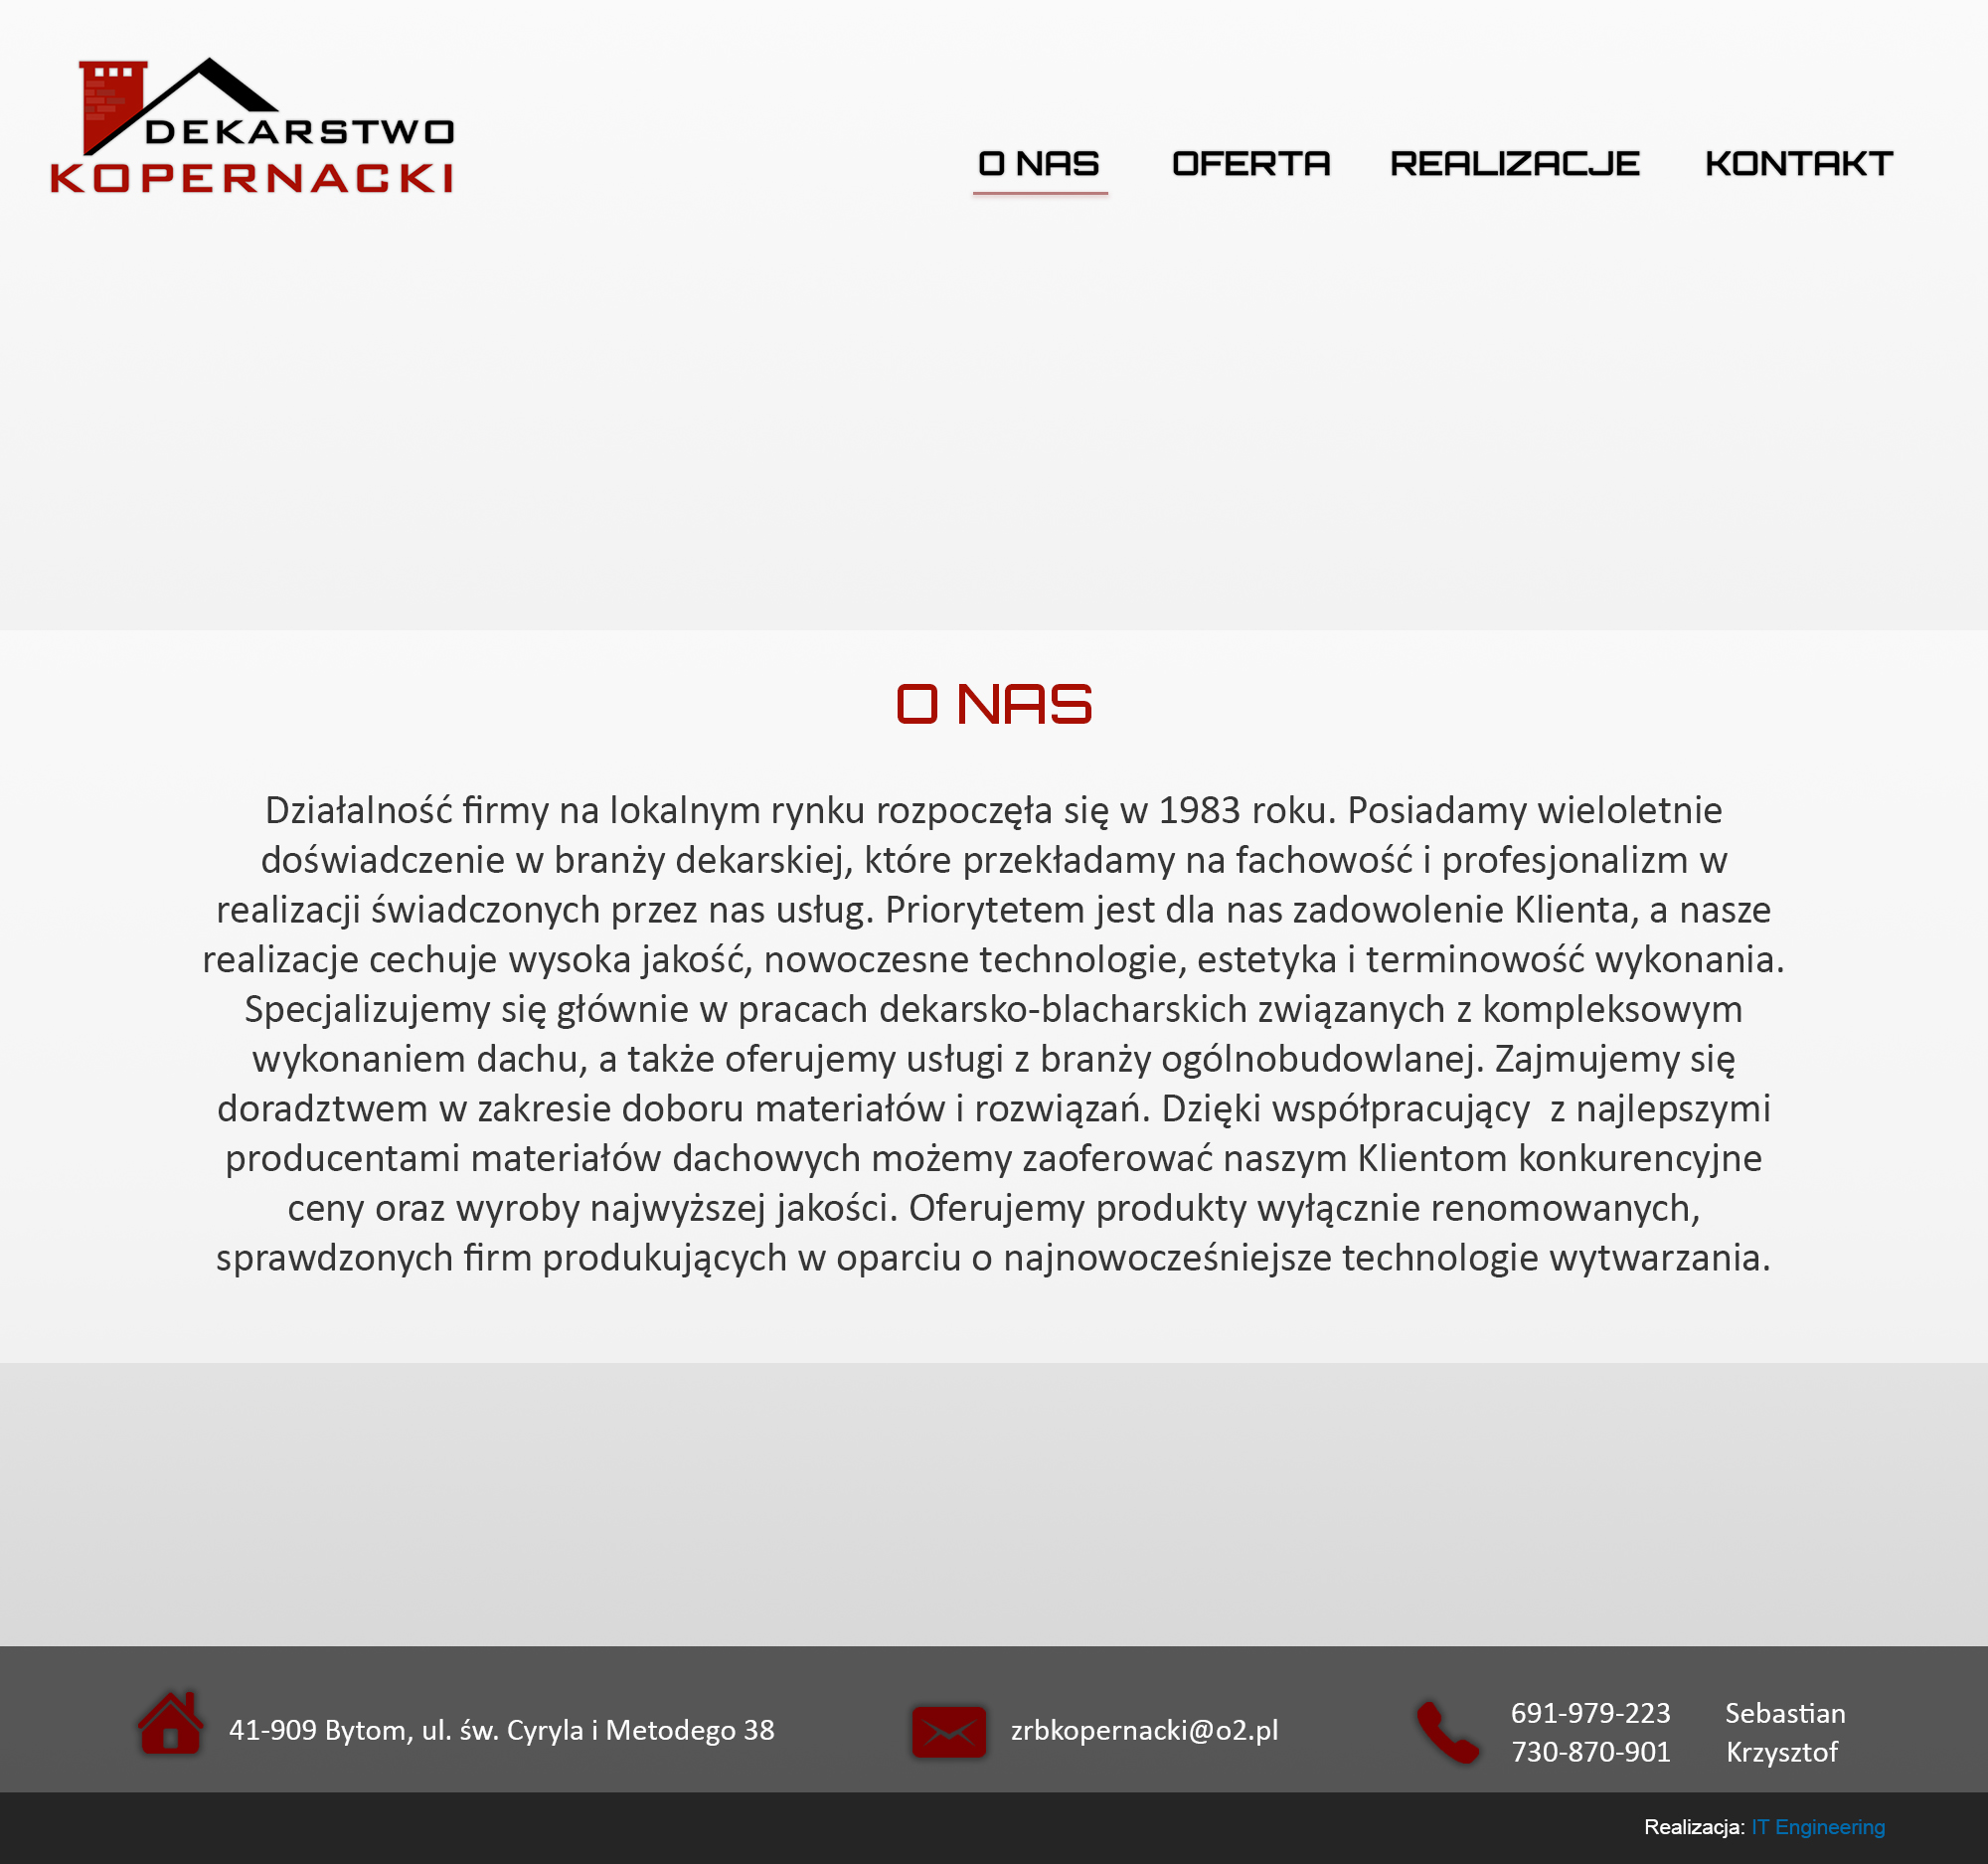 DEKARSTWO
KOPERNACKI
O NAS OFERTA REALIZACJE KONTAKT
O NAS
Działalność firmy na lokalnym rynku rozpoczęła się w 1983 roku. Posiadamy wieloletnie
doświadczenie w branży dekarskiej, które przekładamy na fachowość i profesjonalizm w
realizacji świadczonych przez nas usług. Priorytetem jest dla nas zadowolenie Klienta, a nasze
realizacje cechuje wysoka jakość, nowoczesne technologie, estetyka i terminowość wykonania.
Specjalizujemy się głównie w pracach dekarsko-blacharskich związanych z kompleksowym
wykonaniem dachu, a także oferujemy usługi z branży ogólnobudowlanej. Zajmujemy się
doradztwem w zakresie doboru materiałów i rozwiązań. Dzięki współpracujący  z najlepszymi
producentami materiałów dachowych możemy zaoferować naszym Klientom konkurencyjne
ceny oraz wyroby najwyższej jakości. Oferujemy produkty wyłącznie renomowanych,
sprawdzonych firm produkujących w oparciu o najnowocześniejsze technologie wytwarzania.
41-909 Bytom, ul. św. Cyryla i Metodego 38
zrbkopernacki@o2.pl
691-979-223 Sebastian
730-870-901 Krzysztof
Realizacja: IT Engineering